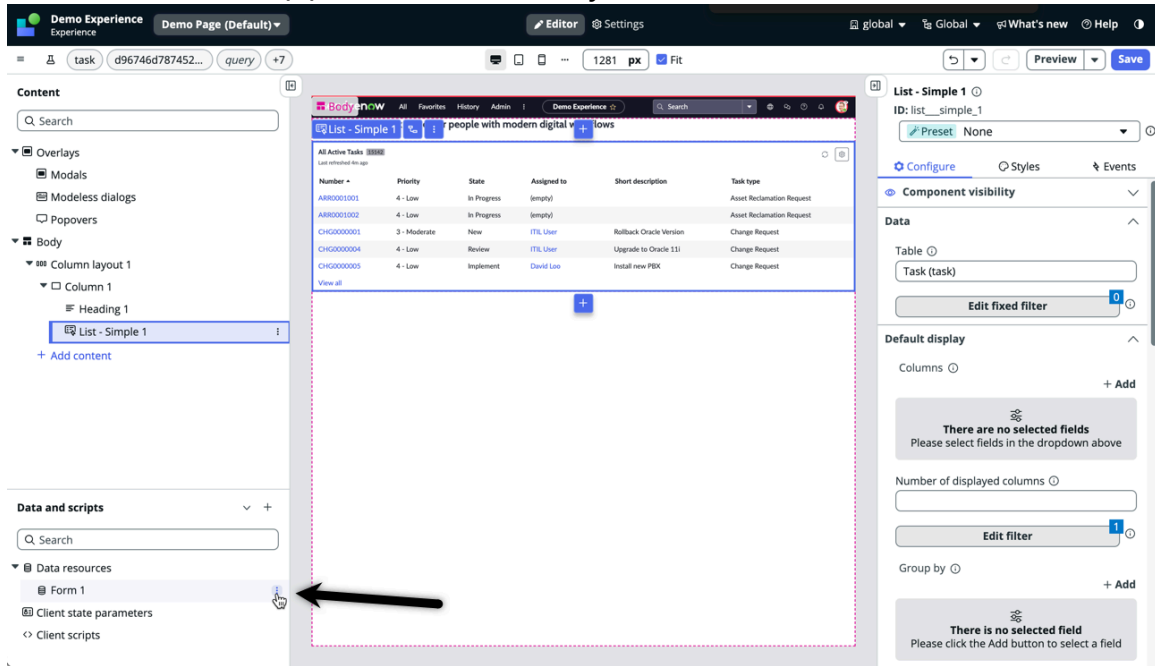 Demo Experience
Experience
Demo Page (Default)
Editor
Settings
global
Global
What's new
Help
task
d96746d787452...
query
+7
1281 px
Fit
Preview
Save
Content
Search
Overlays
Modals
Modeless dialogs
Popovers
Body
Column layout 1
Column 1
Heading 1
List - Simple 1
+ Add content
Data and scripts
Search
Data resources
Form 1
Client state parameters
Client scripts
Body
now
All Favorites History Admin
Demo Experience
Search
List - Simple 1
people with modern digital w lows
All Active Tasks
Last refreshed 4m ago
Number Priority State Assigned to Short description Task type
ARR0001001 4 - Low In Progress (empty) Asset Reclamation Request
ARR0001002 4 - Low In Progress (empty) Asset Reclamation Request
CHG0000001 3 - Moderate New ITIL User Rollback Oracle Version Change Request
CHG0000004 4 - Low Review ITIL User Upgrade to Oracle 11i Change Request
CHG0000005 4 - Low Implement David Loo Install new PBX Change Request
View all
List - Simple 1
ID: list__simple_1
Preset None
Configure
Styles
Events
Component visibility
Data
Table
Task (task)
Edit fixed filter
0
Default display
Columns
+ Add
There are no selected fields
Please select fields in the dropdown above
Number of displayed columns
Edit filter
1
Group by
+ Add
There is no selected field
Please click the Add button to select a field